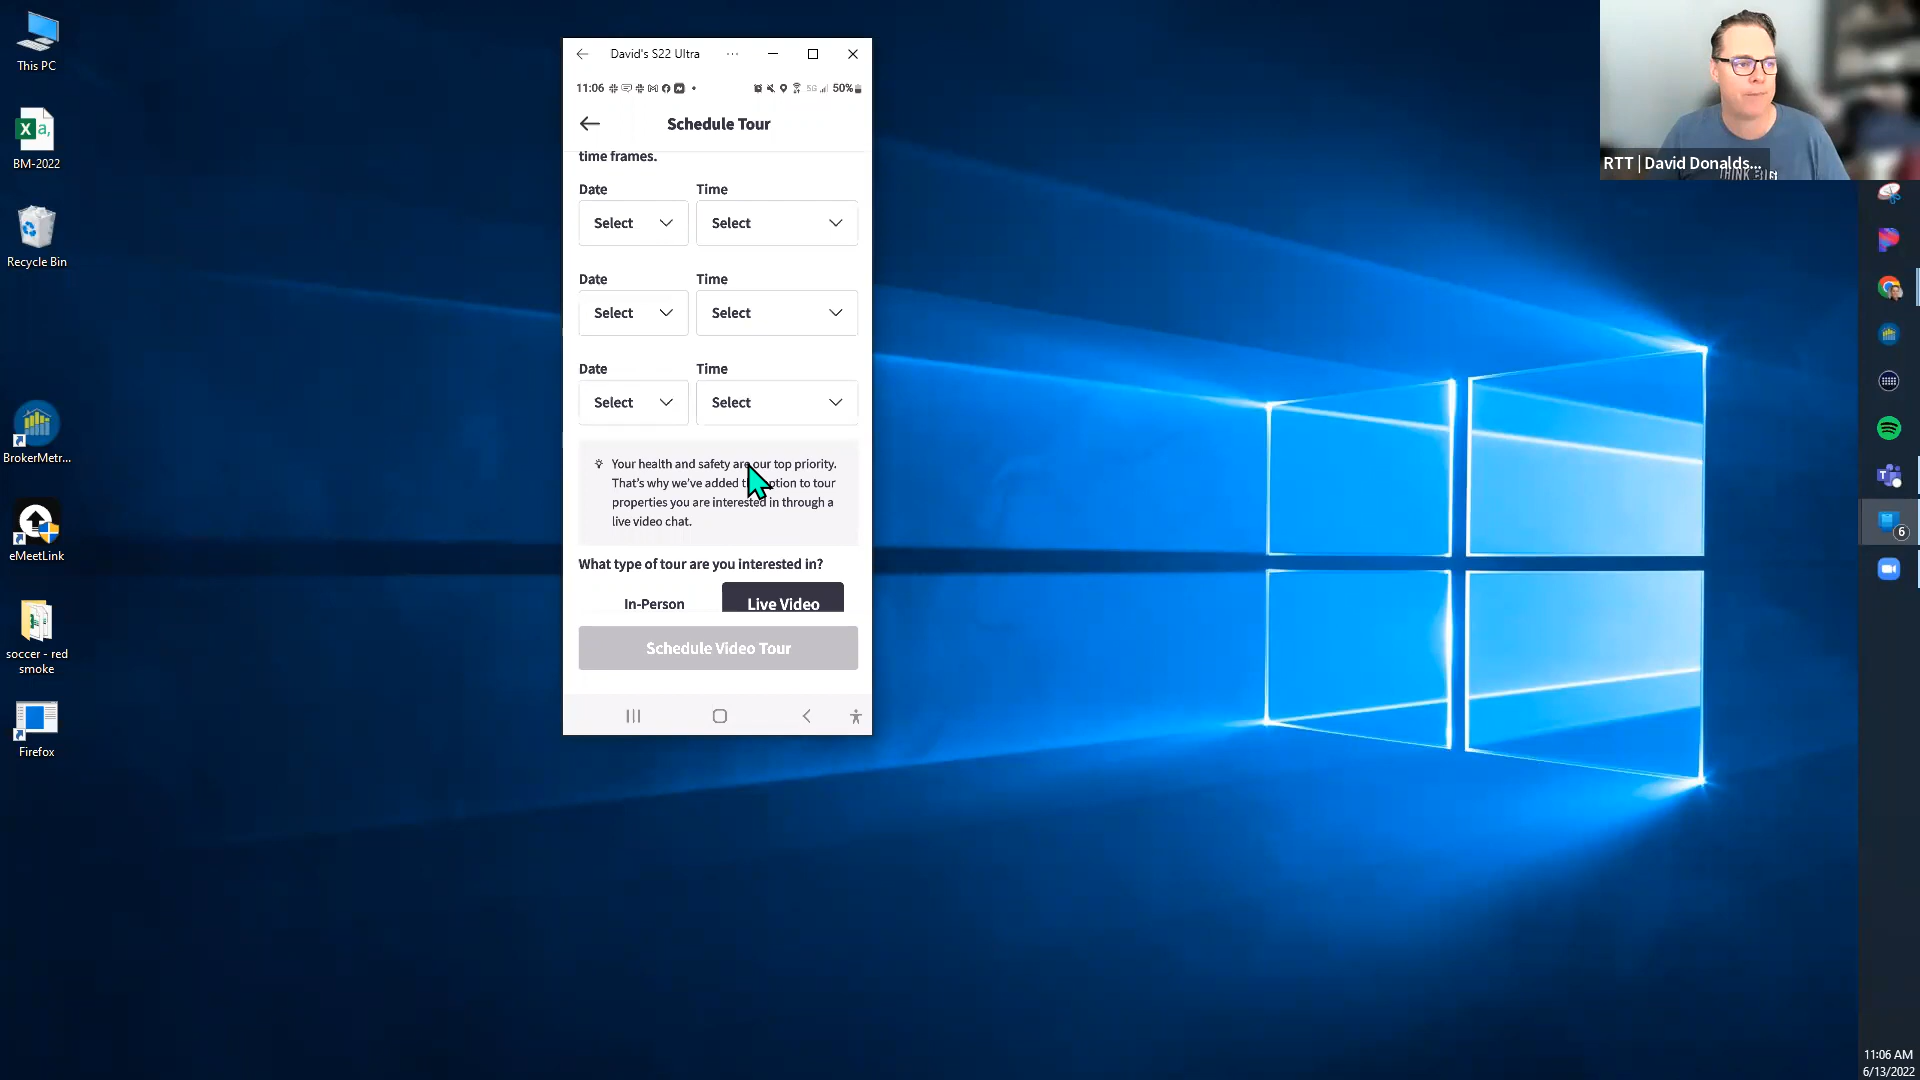 This PC
BM-2022
Recycle Bin
BrokerMetr...
eMeetLink
soccer - red
smoke
Firefox
David's S22 Ultra
11:06
5G
50%
Schedule Tour
time frames.
Date Time
Select Select
Date Time
Select Select
Date Time
Select Select
Your health and safety are our top priority.
That's why we've added option to tour
properties you are interested in through a
live video chat.
What type of tour are you interested in?
In-Person Live Video
Schedule Video Tour
RTT | David Donalds...
6
11:06 AM
6/13/2022